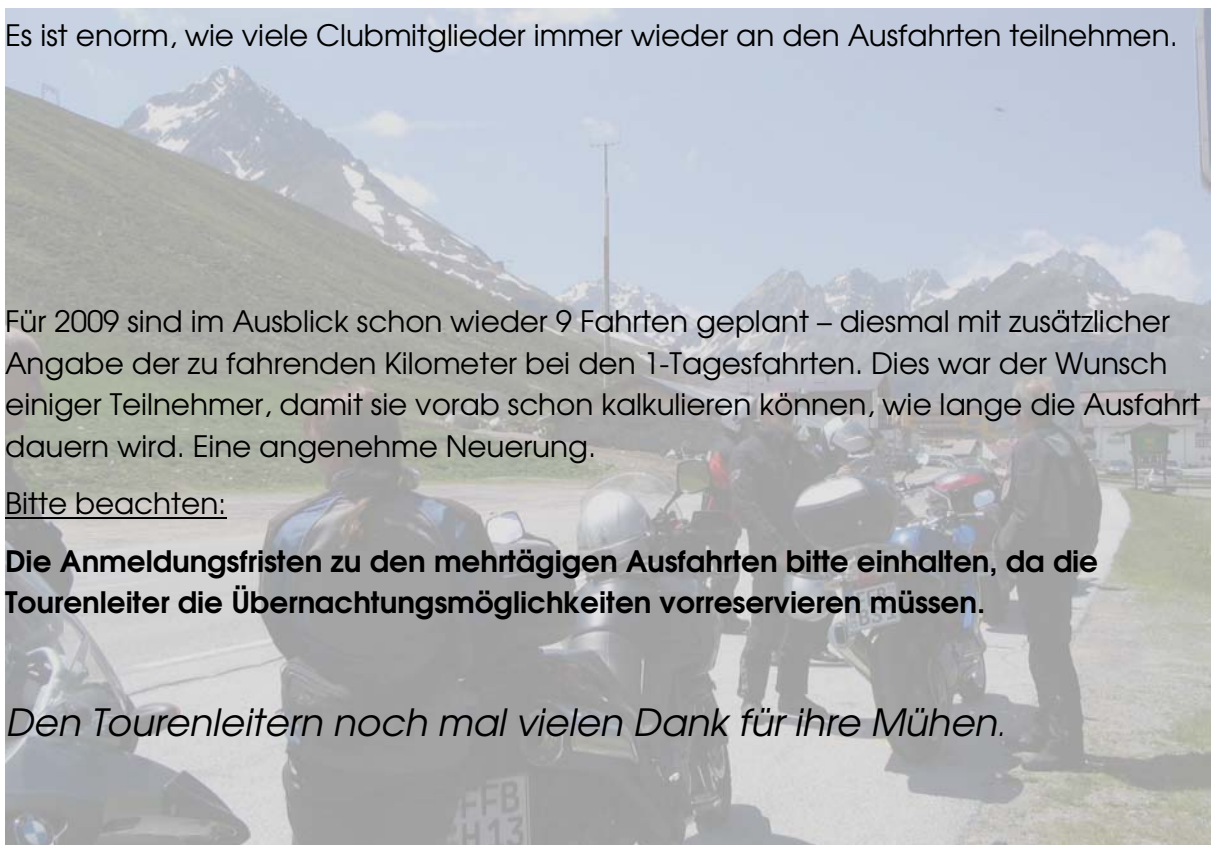 Es ist enorm, wie viele Clubmitglieder immer wieder an den Ausfahrten teilnehmen.
Für 2009 sind im Ausblick schon wieder 9 Fahrten geplant – diesmal mit zusätzlicher
Angabe der zu fahrenden Kilometer bei den 1-Tagesfahrten. Dies war der Wunsch
einiger Teilnehmer, damit sie vorab schon kalkulieren können, wie lange die Ausfahrt
dauern wird. Eine angenehme Neuerung.
Bitte beachten:
Die Anmeldungsfristen zu den mehrtägigen Ausfahrten bitte einhalten, da die
Tourenleiter die Übernachtungsmöglichkeiten vorreservieren müssen.
Den Tourenleitern noch mal vielen Dank für ihre Mühen.
FFB
H 13